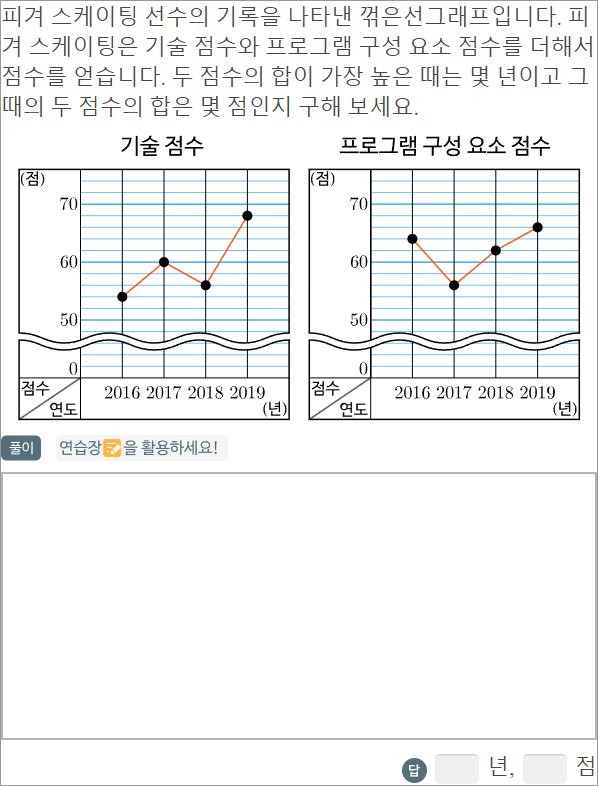 피겨 스케이팅 선수의 기록을 나타낸 꺾은선그래프입니다. 피
겨 스케이팅은 기술 점수와 프로그램 구성 요소 점수를 더해서
점수를 얻습니다. 두 점수의 합이 가장 높은 때는 몇 년이고 그
때의 두 점수의 합은 몇 점인지 구해 보세요.
기술 점수
(점)
70
60
50
0
점수
연도
2016 2017 2018 2019
(년)
프로그램 구성 요소 점수
(점)
70
60
50
0
점수
연도
2016 2017 2018 2019
(년)
풀이 연습장을 활용하세요!
답 년, 점